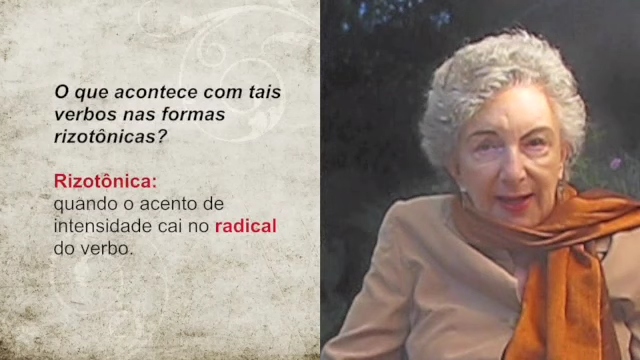 O que acontece com tais
verbos nas formas
rizotônicas?
Rizotônica:
quando o acento de
intensidade cai no radical
do verbo.